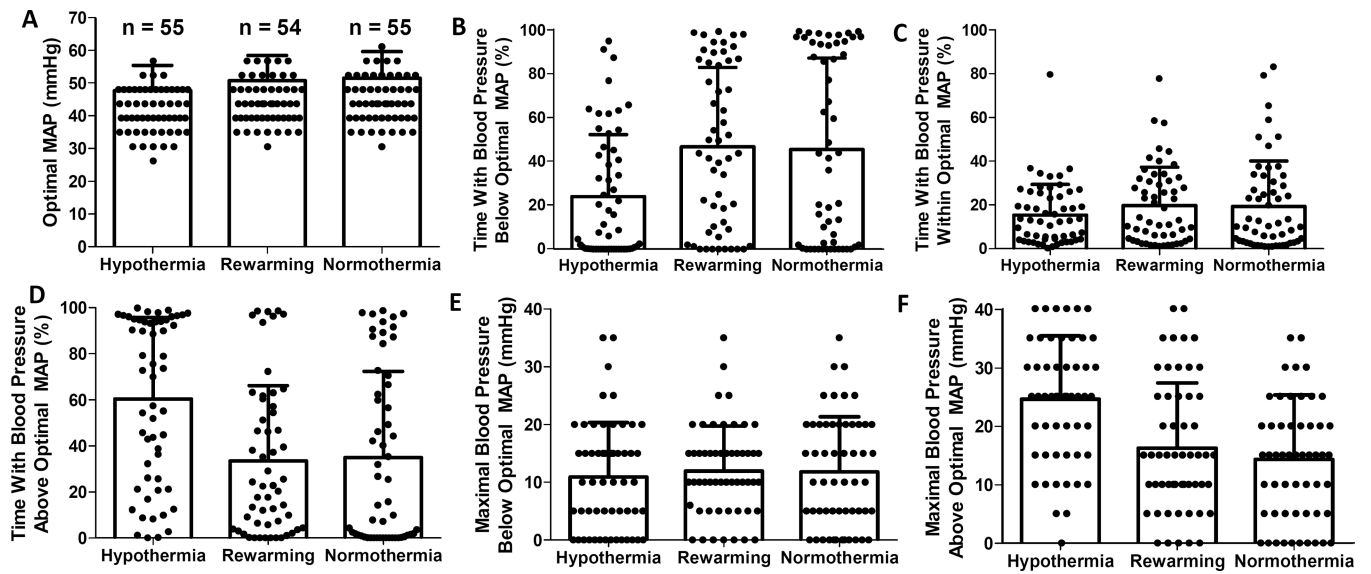 A
n = 55 n = 54 n = 55
Optimal MAP (mmHg)
70
60
50
40
30
20
10
0
Hypothermia Rewarming Normothermia
B
Time With Blood Pressure
Below Optimal MAP (%)
100
80
60
40
20
0
Hypothermia Rewarming Normothermia
C
Time With Blood Pressure
Within Optimal MAP (%)
100
80
60
40
20
0
Hypothermia Rewarming Normothermia
D
Time With Blood Pressure
Above Optimal MAP (%)
100
80
60
40
20
0
Hypothermia Rewarming Normothermia
E
Maximal Blood Pressure
Below Optimal MAP (mmHg)
40
30
20
10
0
Hypothermia Rewarming Normothermia
F
Maximal Blood Pressure
Above Optimal MAP (mmHg)
40
30
20
10
0
Hypothermia Rewarming Normothermia